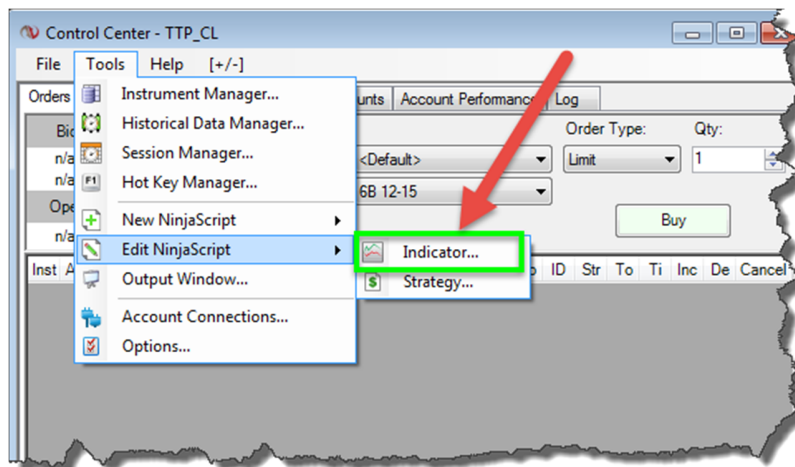 Control Center - TTP_CL
File Tools Help [+/-]
Orders unts Account Performance Log
Instrument Manager...
Historical Data Manager...
Session Manager...
F1 Hot Key Manager...
New NinjaScript
Edit NinjaScript
Output Window...
Account Connections...
Options...
Indicator...
$ Strategy...
Order Type: Qty:
n/a <Default> Limit 1
n/a 6B 12-15
Ope
n/a Buy
Inst A ID Str To Ti Inc De Cancel